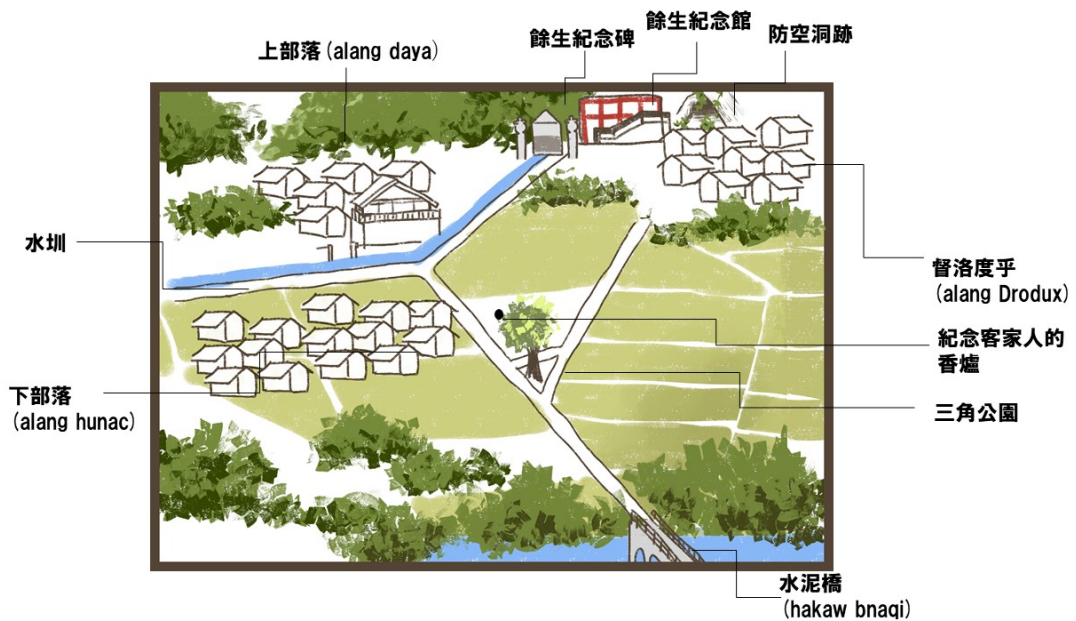 餘生紀念館
餘生紀念碑
防空洞跡
上部落(alang daya)
水圳
督洛度乎
(alang Drodux)
紀念客家人的
香爐
下部落
(alang hunac)
三角公園
水泥橋
(hakaw bnaqi)